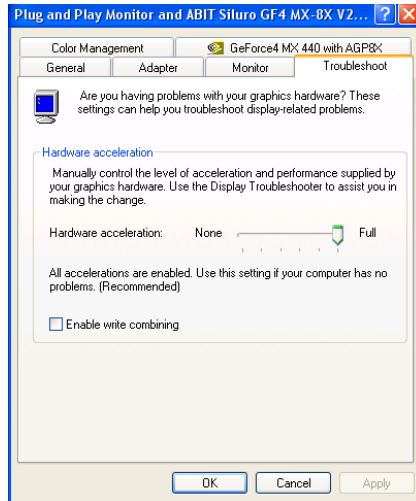 Plug and Play Monitor and ABIT Siluro GF4 MX-8X V2...
Color Management
GeForce4 MX 440 with AGP8X
General
Adapter
Monitor
Troubleshoot
Are you having problems with your graphics hardware? These
settings can help you troubleshoot display-related problems.
Hardware acceleration
Manually control the level of acceleration and performance supplied by
your graphics hardware. Use the Display Troubleshooter to assist you in
making the change.
Hardware acceleration:
None
Full
All accelerations are enabled. Use this setting if your computer has no
problems. (Recommended)
Enable write combining
OK
Cancel
Apply